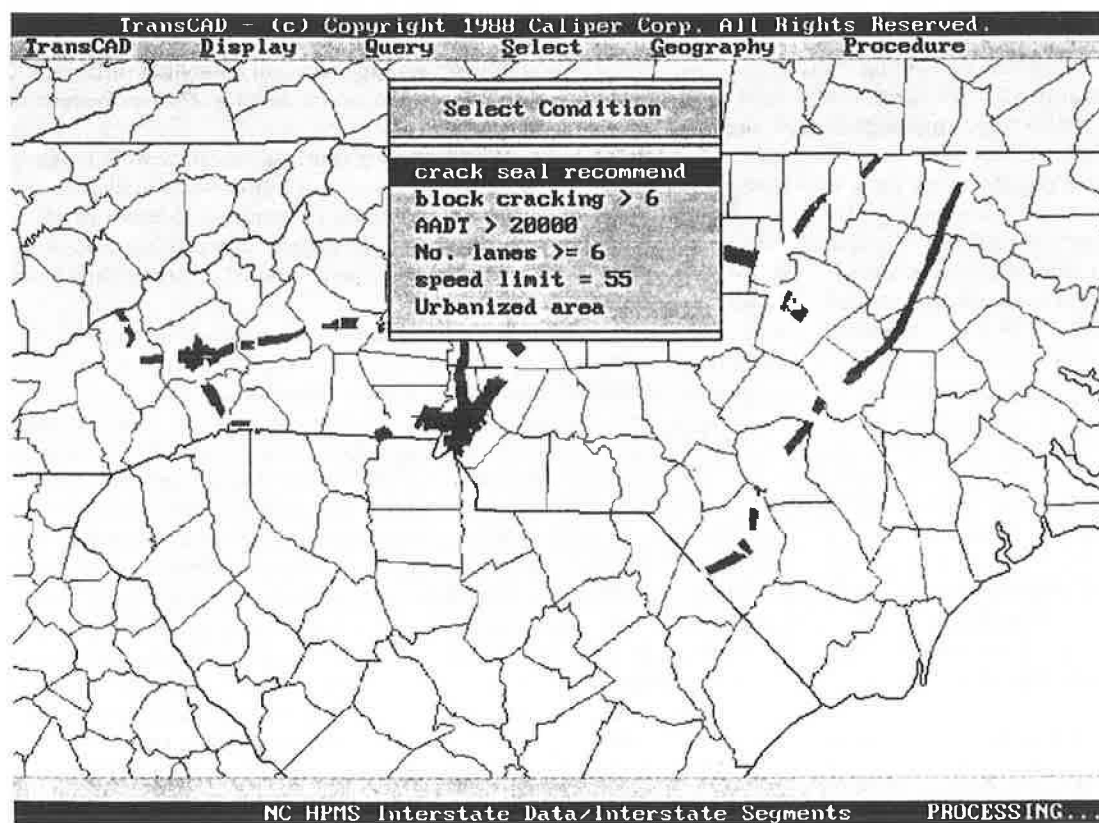 TransCAD - (c) Copyright 1988 Caliper Corp. All Rights Reserved.
TransCAD Display Query Select Geography Procedure
Select Condition
crack seal recommend
block cracking > 6
AADT > 20000
No. lanes >= 6
speed limit = 55
Urbanized area
NC HPMS Interstate Data/Interstate Segments PROCESSING...